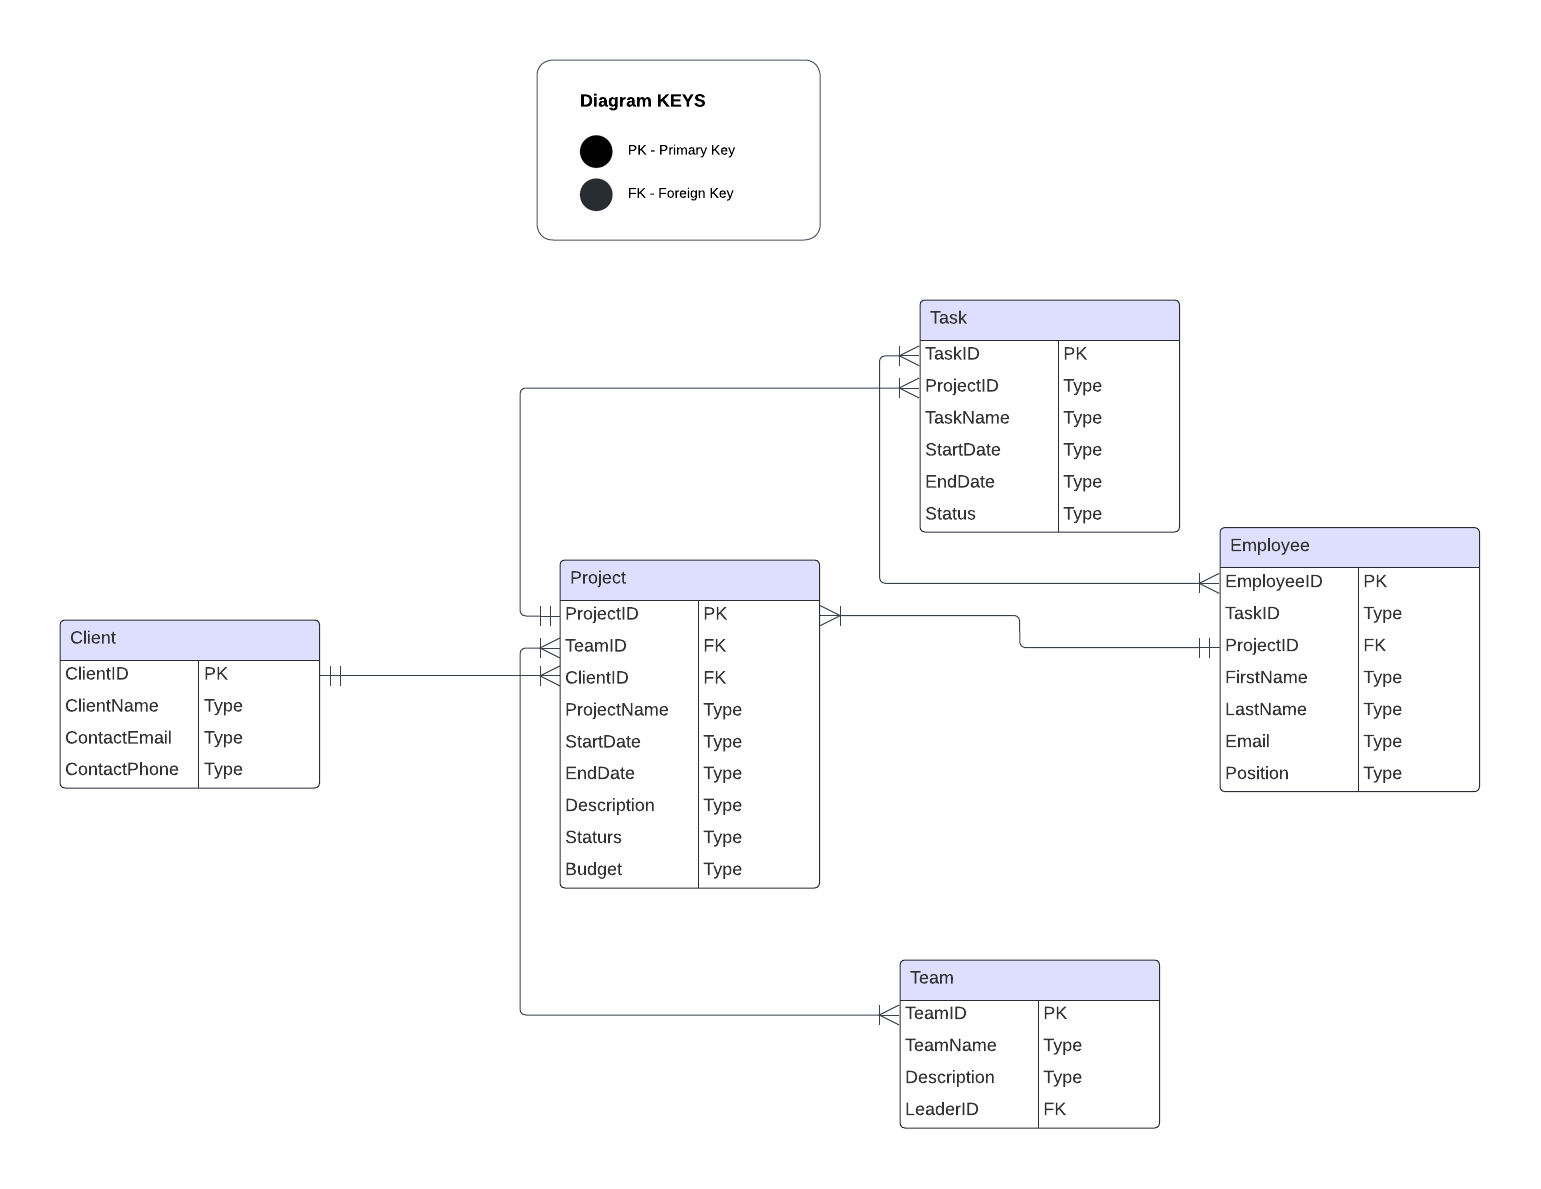 Diagram KEYS
PK - Primary Key
FK - Foreign Key
Task
TaskID PK
ProjectID Type
TaskName Type
StartDate Type
EndDate Type
Status Type
Employee
EmployeeID PK
TaskID Type
ProjectID FK
FirstName Type
LastName Type
Email Type
Position Type
Project
ProjectID PK
TeamID FK
ClientID FK
ProjectName Type
StartDate Type
EndDate Type
Description Type
Staturs Type
Budget Type
Client
ClientID PK
ClientName Type
ContactEmail Type
ContactPhone Type
Team
TeamID PK
TeamName Type
Description Type
LeaderID FK